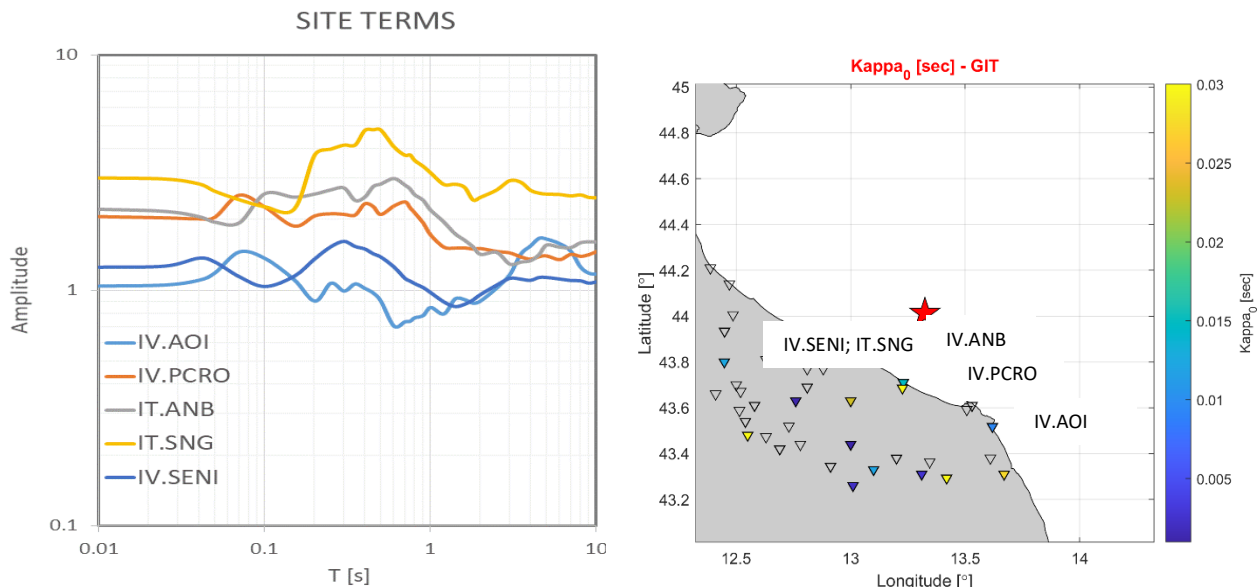 SITE TERMS
10
1
0.1
Amplitude
0.01
0.1
1
10
T [s]
IV.AOI
IV.PCRO
IT.ANB
IT.SNG
IV.SENI
Kappa0 [sec] - GIT
45
44.8
44.6
44.4
44.2
44
43.8
43.6
43.4
43.2
Latitude [°]
12.5
13
13.5
14
Longitude [°]
IV.SENI; IT.SNG
IV.ANB
IV.PCRO
IV.AOI
0.03
0.025
0.02
0.015
0.01
0.005
Kappa0 [sec]